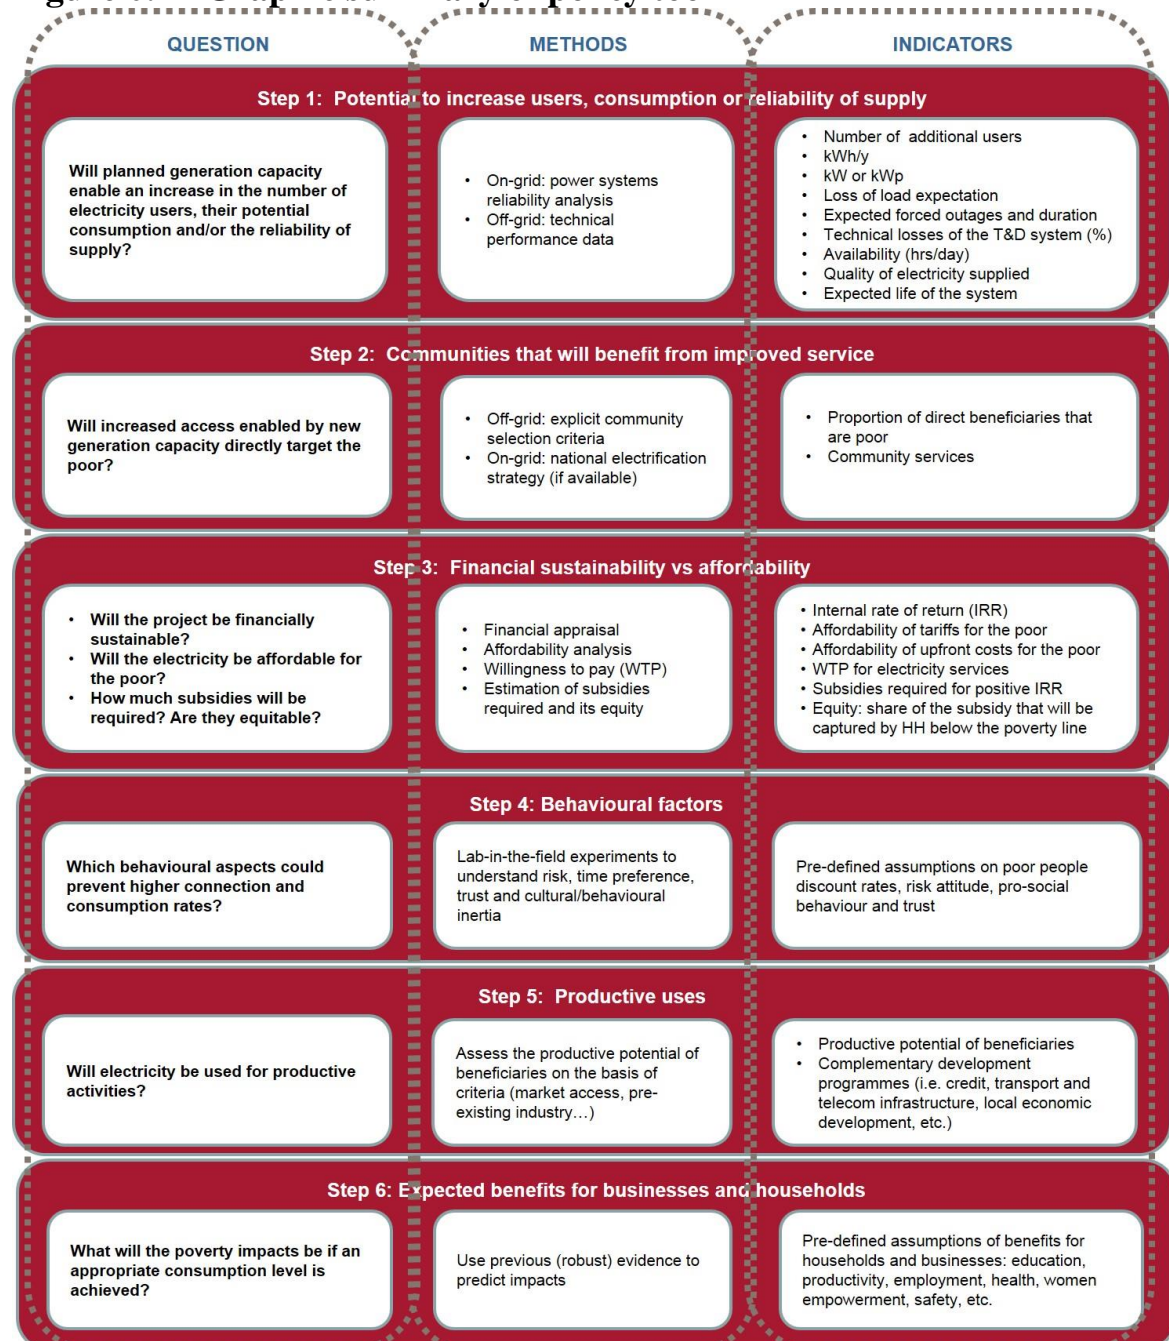 QUESTION
METHODS
INDICATORS
Step 1: Potential to increase users, consumption or reliability of supply
Will planned generation capacity
enable an increase in the number of
electricity users, their potential
consumption and/or the reliability of
supply?
• On-grid: power systems
reliability analysis
• Off-grid: technical
performance data
• Number of additional users
• kWh/y
• kW or kWp
• Loss of load expectation
• Expected forced outages and duration
• Technical losses of the T&D system (%)
• Availability (hrs/day)
• Quality of electricity supplied
• Expected life of the system
Step 2: Communities that will benefit from improved service
Will increased access enabled by new
generation capacity directly target the
poor?
• Off-grid: explicit community
selection criteria
• On-grid: national electrification
strategy (if available)
• Proportion of direct beneficiaries that
are poor
• Community services
Step 3: Financial sustainability vs affordability
• Will the project be financially
sustainable?
• Will the electricity be affordable for
the poor?
• How much subsidies will be
required? Are they equitable?
• Financial appraisal
• Affordability analysis
• Willingness to pay (WTP)
• Estimation of subsidies
required and its equity
• Internal rate of return (IRR)
• Affordability of tariffs for the poor
• Affordability of upfront costs for the poor
• WTP for electricity services
• Subsidies required for positive IRR
• Equity: share of the subsidy that will be
captured by HH below the poverty line
Step 4: Behavioural factors
Which behavioural aspects could
prevent higher connection and
consumption rates?
Lab-in-the-field experiments to
understand risk, time preference,
trust and cultural/behavioural
inertia
Pre-defined assumptions on poor people
discount rates, risk attitude, pro-social
behaviour and trust
Step 5: Productive uses
Will electricity be used for productive
activities?
Assess the productive potential of
beneficiaries on the basis of
criteria (market access, pre-
existing industry…)
• Productive potential of beneficiaries
• Complementary development
programmes (i.e. credit, transport and
telecom infrastructure, local economic
development, etc.)
Step 6: Expected benefits for businesses and households
What will the poverty impacts be if an
appropriate consumption level is
achieved?
Use previous (robust) evidence to
predict impacts
Pre-defined assumptions of benefits for
households and businesses: education,
productivity, employment, health, women
empowerment, safety, etc.